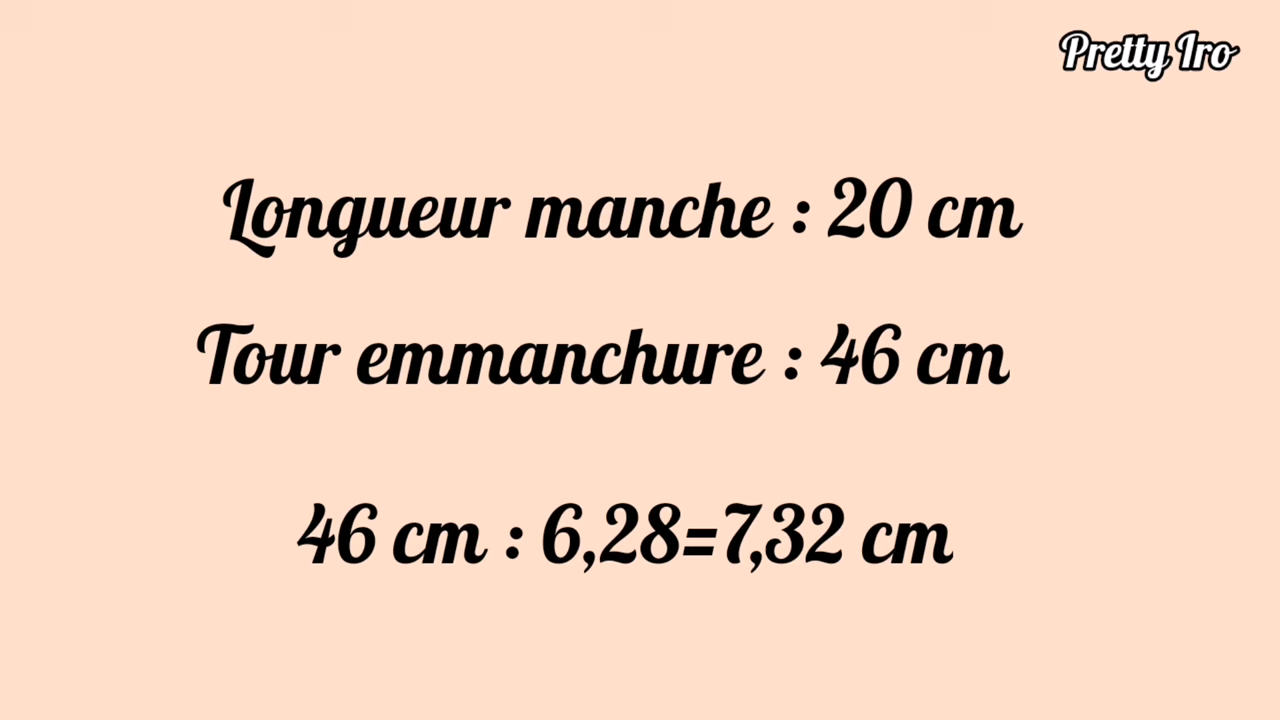 Pretty Iro
Longueur manche : 20 cm
Tour emmanchure : 46 cm
46 cm : 6,28=7,32 cm